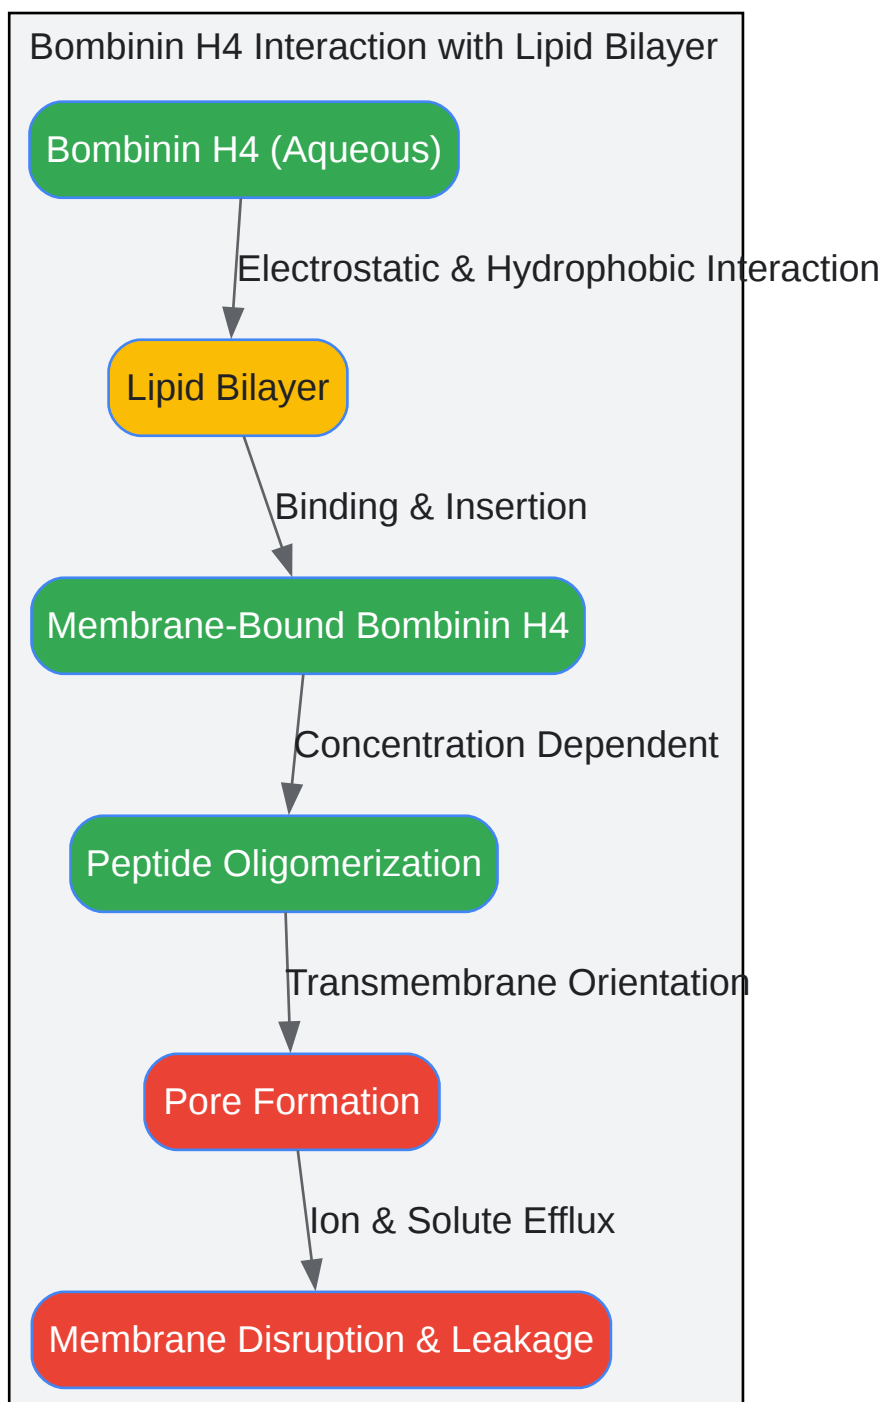 Bombinin H4 Interaction with Lipid Bilayer
Bombinin H4 (Aqueous)
Electrostatic & Hydrophobic Interaction
Lipid Bilayer
Binding & Insertion
Membrane-Bound Bombinin H4
Concentration Dependent
Peptide Oligomerization
Transmembrane Orientation
Pore Formation
Ion & Solute Efflux
Membrane Disruption & Leakage